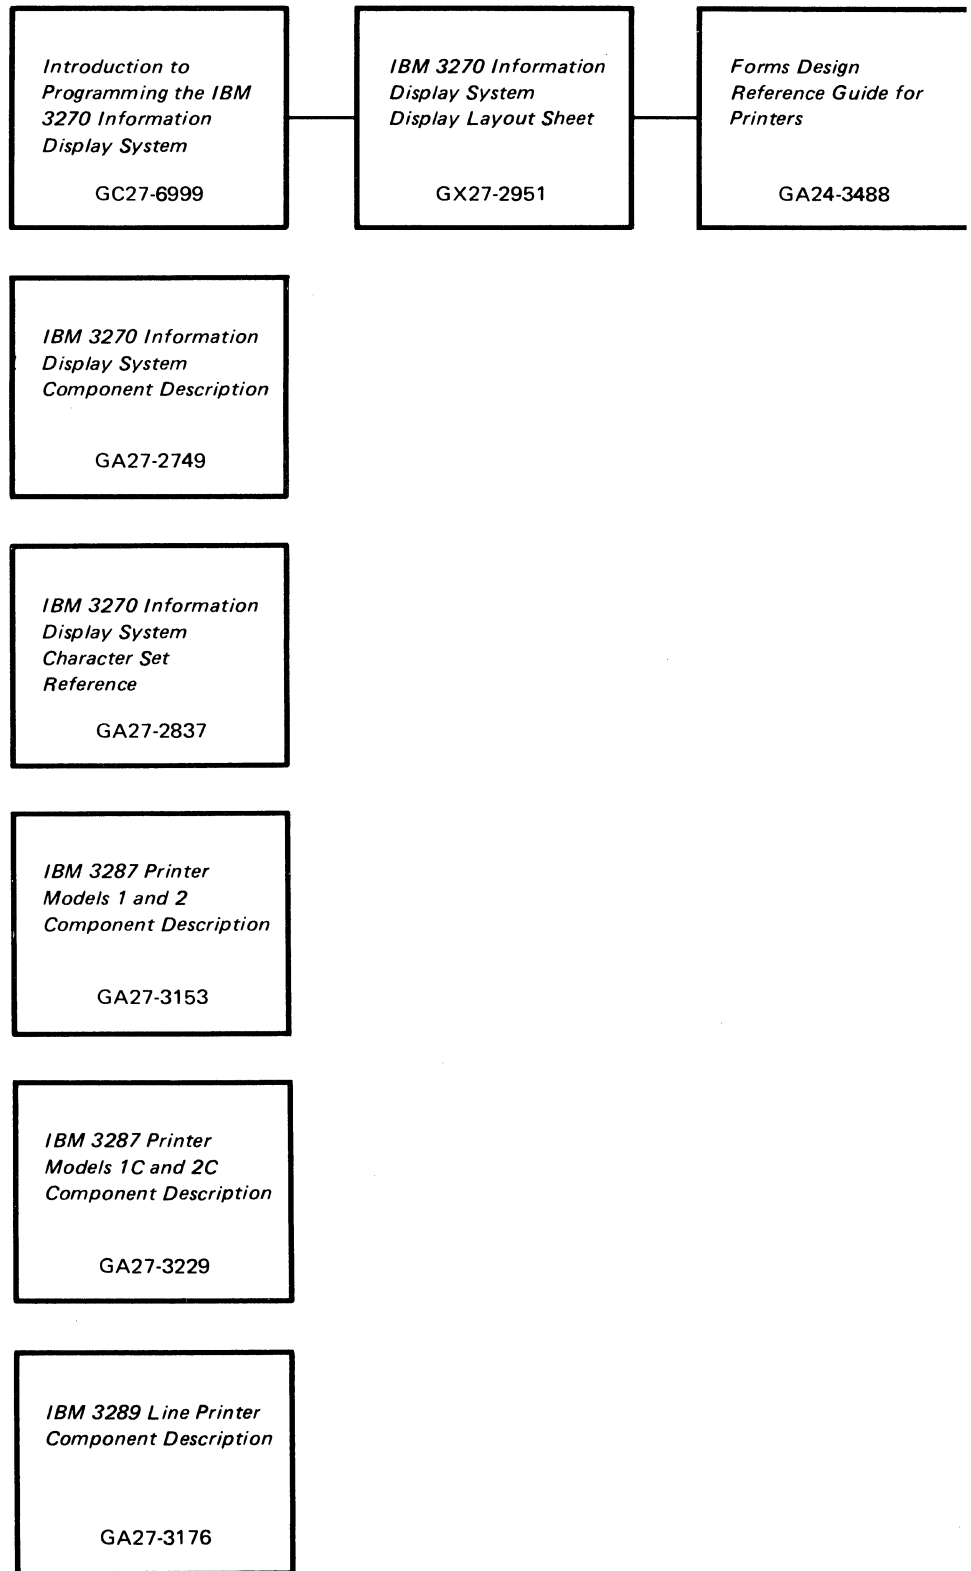 Introduction to
Programming the IBM
3270 Information
Display System
GC27-6999
IBM 3270 Information
Display System
Display Layout Sheet
GX27-2951
Forms Design
Reference Guide for
Printers
GA24-3488
IBM 3270 Information
Display System
Component Description
GA27-2749
IBM 3270 Information
Display System
Character Set
Reference
GA27-2837
IBM 3287 Printer
Models 1 and 2
Component Description
GA27-3153
IBM 3287 Printer
Models 1C and 2C
Component Description
GA27-3229
IBM 3289 Line Printer
Component Description
GA27-3176